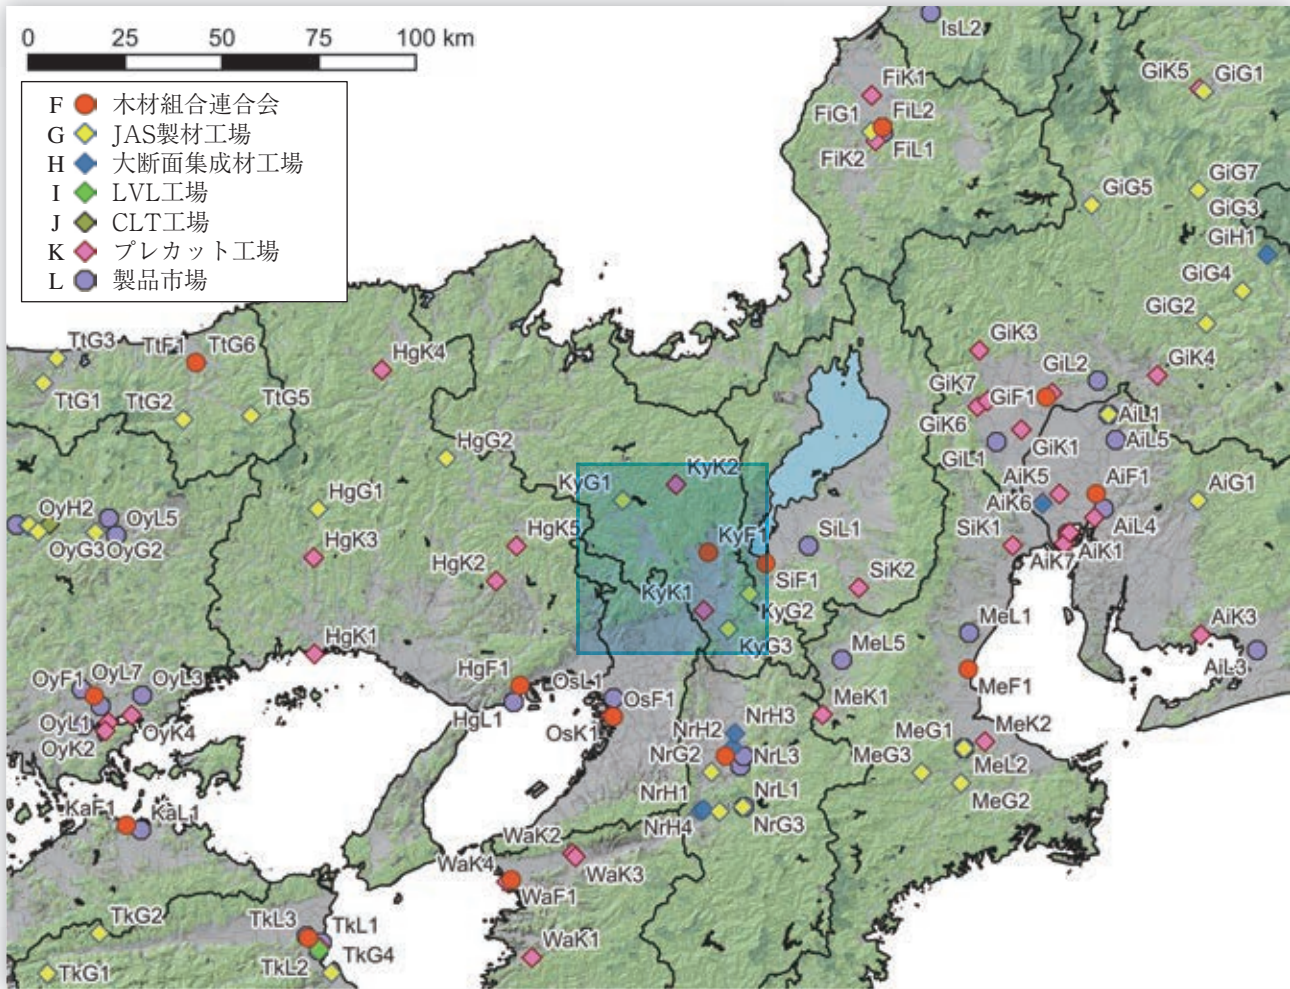 0 25 50 75 100 km
F 木材組合連合会
G JAS製材工場
H 大断面集成材工場
I LVL工場
J CLT工場
K プレカット工場
L 製品市場
IsL2
FiK1
GiK5 GiG1
FiG1 FiL2
FiK2 FiL1
GiG7
GiG5
GiG3
GiH1
GiG4
GiG2
TtG3 TtF1 TtG6
HgK4
GiK3
GiL2 GiK4
TtG1 TtG2 TtG5
GiK7 GiF1
GiK6 AiL1
HgG2
GiL1 GiK1 AiL5
KyG1 KyK2
AiK5 AiF1
HgG1
AiK6 AiG1
OyH2 OyL5
HgK5 KyF1 SiL1 SiK1 AiL4
OyG3 OyG2
HgK3
AiK7 AiK1
HgK2
SiF1 SiK2
KyK1 KyG2
AiK3
HgK1
KyG3 MeL5 MeL1
AiL3
OyF1 OyL7 OyL3
HgF1 OsL1
MeF1
OsF1
OyL1 HgL1 MeK1
OyK2 OyK4
OsK1 NrH2 NrH3
MeG1 MeK2
NrG2 NrL3 MeG3 MeL2
NrH1 NrL1 MeG2
KaF1 KaL1
NrH4 NrG3
WaK2
WaK4 WaK3
WaF1
TkG2 TkL3 TkL1
WaK1
TkG4
TkG1 TkL2